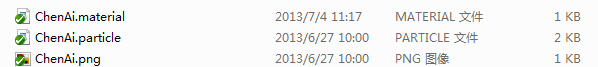 ChenAi.material 2013/7/4 11:17 MATERIAL 文件 1 KB
ChenAi.particle 2013/6/27 10:00 PARTICLE 文件 2 KB
ChenAi.png 2013/6/27 10:00 PNG 图像 1 KB